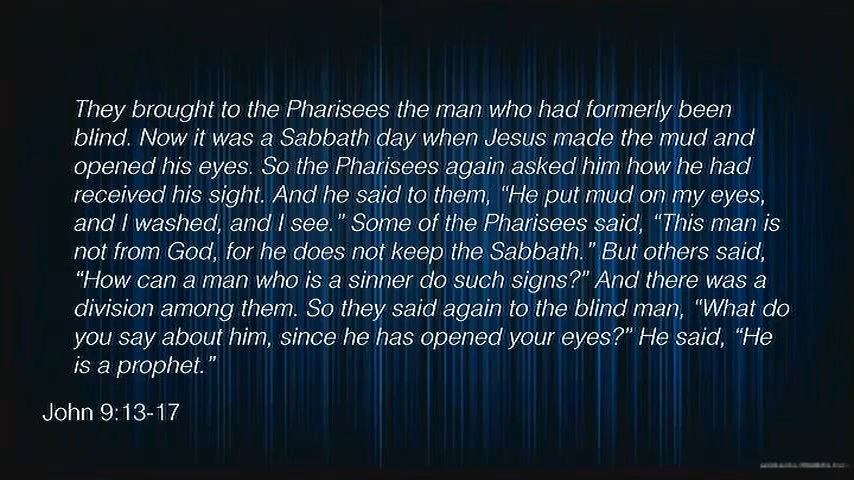 They brought to the Pharisees the man who had formerly been
blind. Now it was a Sabbath day when Jesus made the mud and
opened his eyes. So the Pharisees again asked him how he had
received his sight. And he said to them, “He put mud on my eyes,
and I washed, and I see.” Some of the Pharisees said, “This man is
not from God, for he does not keep the Sabbath.” But others said,
“How can a man who is a sinner do such signs?” And there was a
division among them. So they said again to the blind man, “What do
you say about him, since he has opened your eyes?” He said, “He
is a prophet.”
John 9:13-17